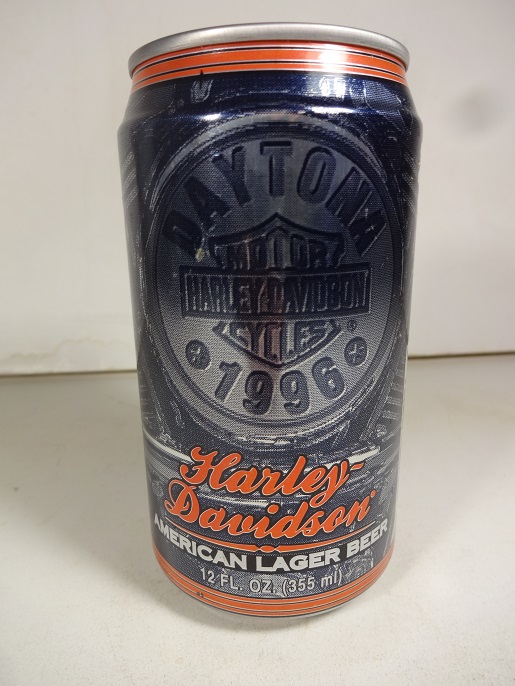 DAYTONA
MOTOR
HARLEY-DAVIDSON
CYCLES ®
1996
Harley-
Davidson®
AMERICAN LAGER BEER
12 FL. OZ. (355 ml)